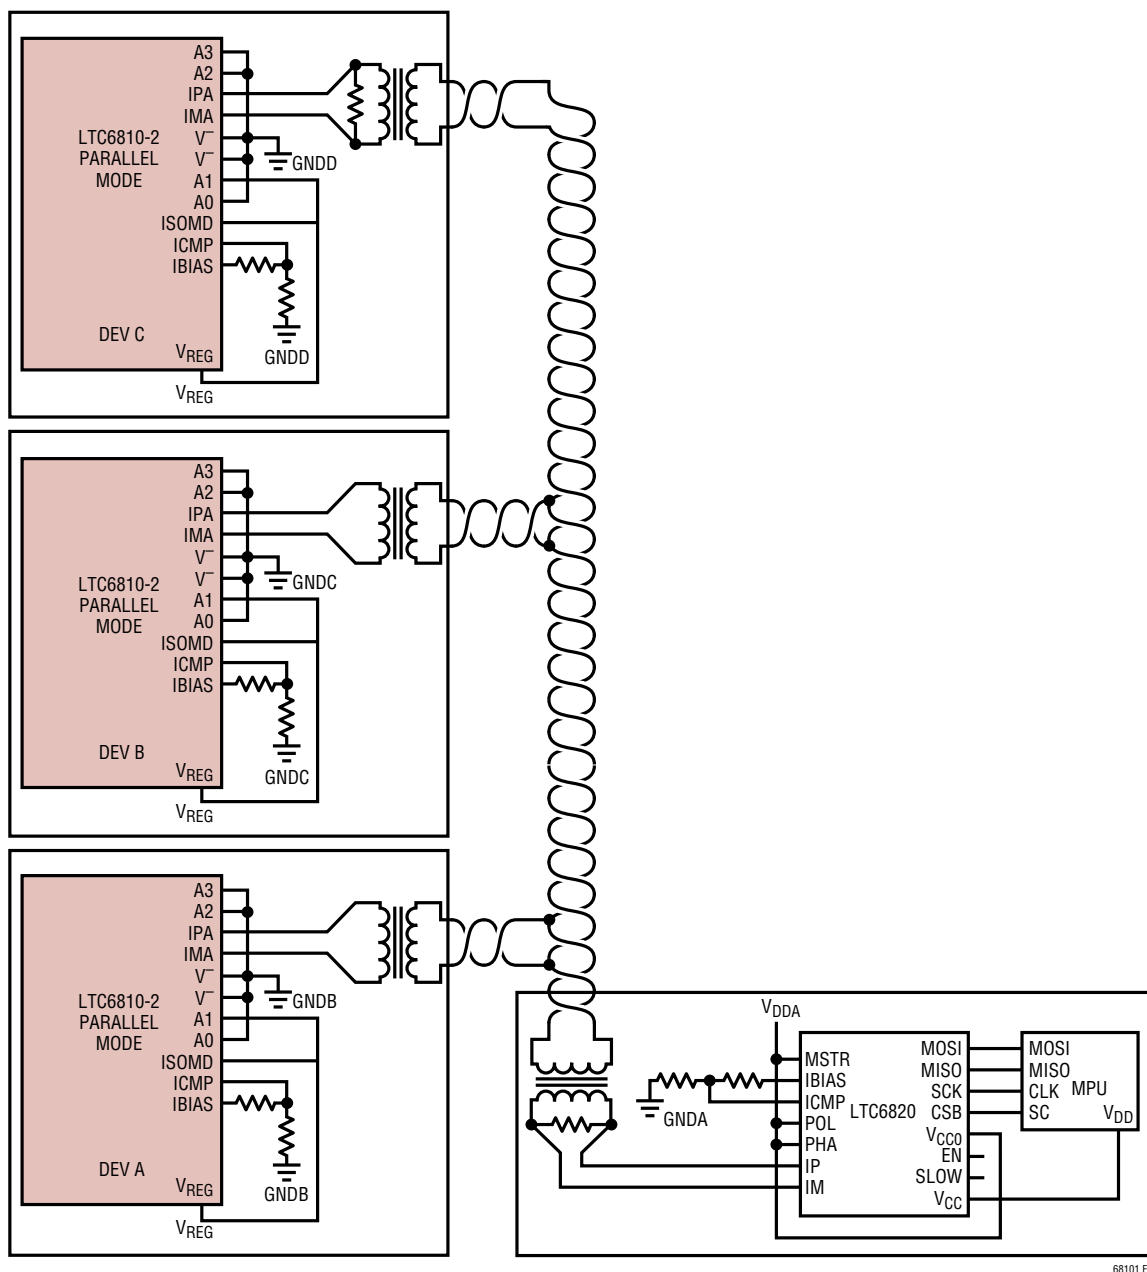 A3
A2
IPA
IMA
V–
V–
A1
A0
ISOMD
ICMP
IBIAS
LTC6810-2
PARALLEL
MODE
DEV C
VREG
VREG
GNDD
GNDD
A3
A2
IPA
IMA
V–
V–
A1
A0
ISOMD
ICMP
IBIAS
LTC6810-2
PARALLEL
MODE
DEV B
VREG
VREG
GNDC
GNDC
A3
A2
IPA
IMA
V–
V–
A1
A0
ISOMD
ICMP
IBIAS
LTC6810-2
PARALLEL
MODE
DEV A
VREG
VREG
GNDB
GNDB
VDDA
GNDA
MSTR
IBIAS
ICMP
POL
PHA
IP
IM
LTC6820
MOSI
MISO
SCK
CSB
VCC0
EN
SLOW
VCC
MOSI
MISO
CLK
SC
MPU
VDD
68101 F